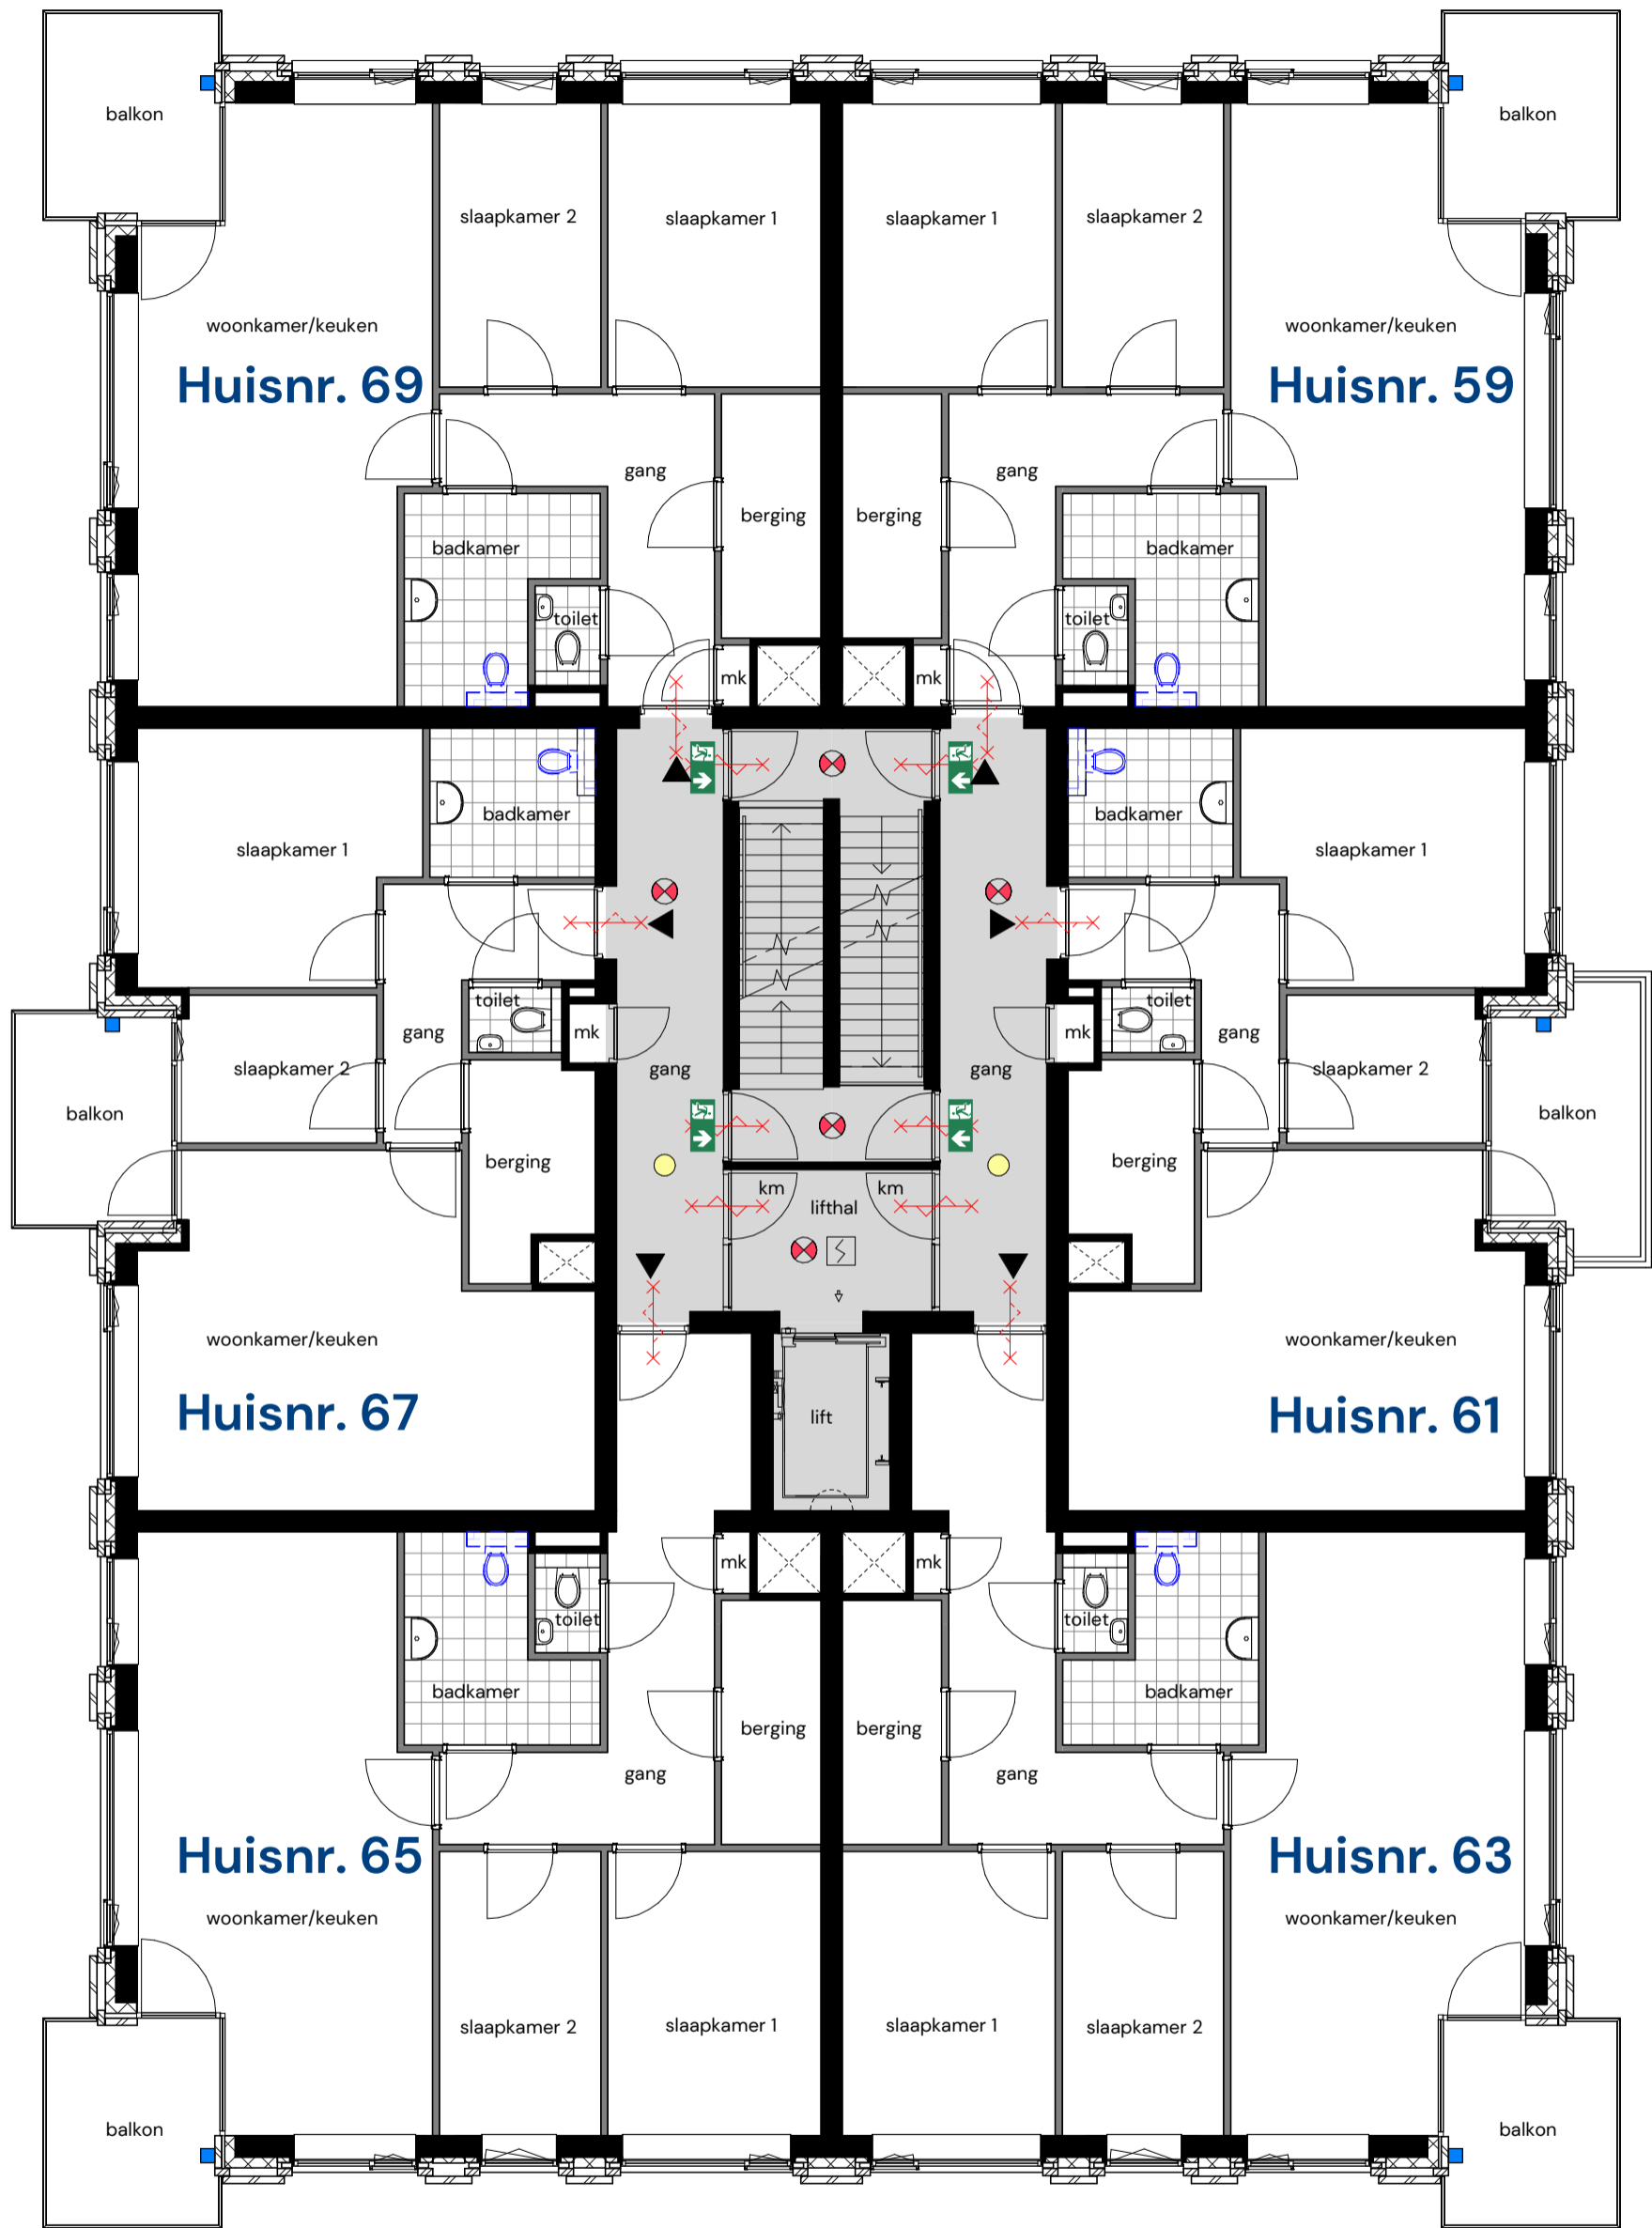 balkon
balkon
slaapkamer 2
slaapkamer 1
slaapkamer 1
slaapkamer 2
woonkamer/keuken
woonkamer/keuken
Huisnr. 69
Huisnr. 59
gang
gang
berging
berging
badkamer
badkamer
toilet
toilet
mk
mk
badkamer
badkamer
slaapkamer 1
slaapkamer 1
toilet
toilet
gang
mk
mk
gang
slaapkamer 2
gang
gang
slaapkamer 2
balkon
balkon
berging
berging
km
km
lifthal
woonkamer/keuken
woonkamer/keuken
Huisnr. 67
lift
Huisnr. 61
mk
mk
toilet
toilet
badkamer
badkamer
berging
berging
gang
gang
Huisnr. 65
Huisnr. 63
woonkamer/keuken
woonkamer/keuken
slaapkamer 2
slaapkamer 1
slaapkamer 1
slaapkamer 2
balkon
balkon